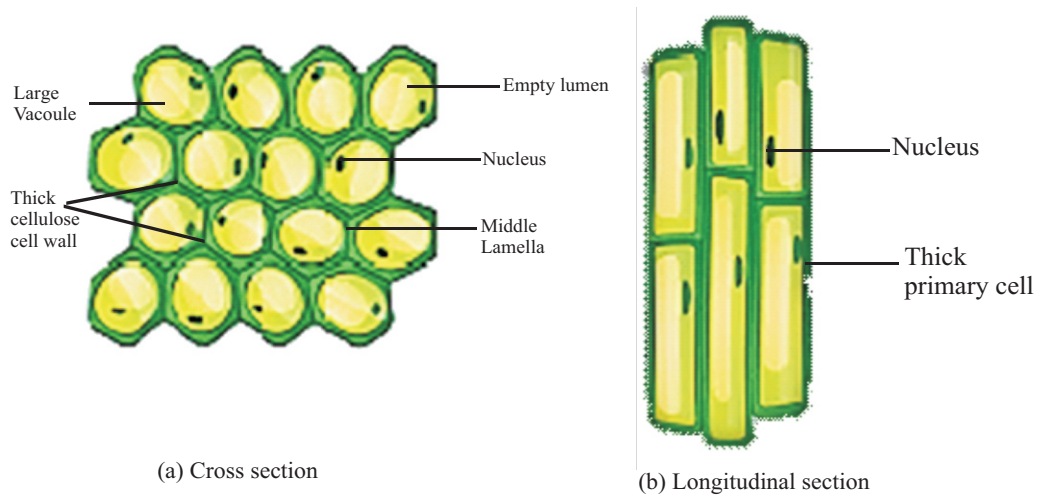 Large
Vacoule
Empty lumen
Nucleus
Thick
cellulose
cell wall
Middle
Lamella
(a) Cross section
Nucleus
Thick
primary cell
(b) Longitudinal section